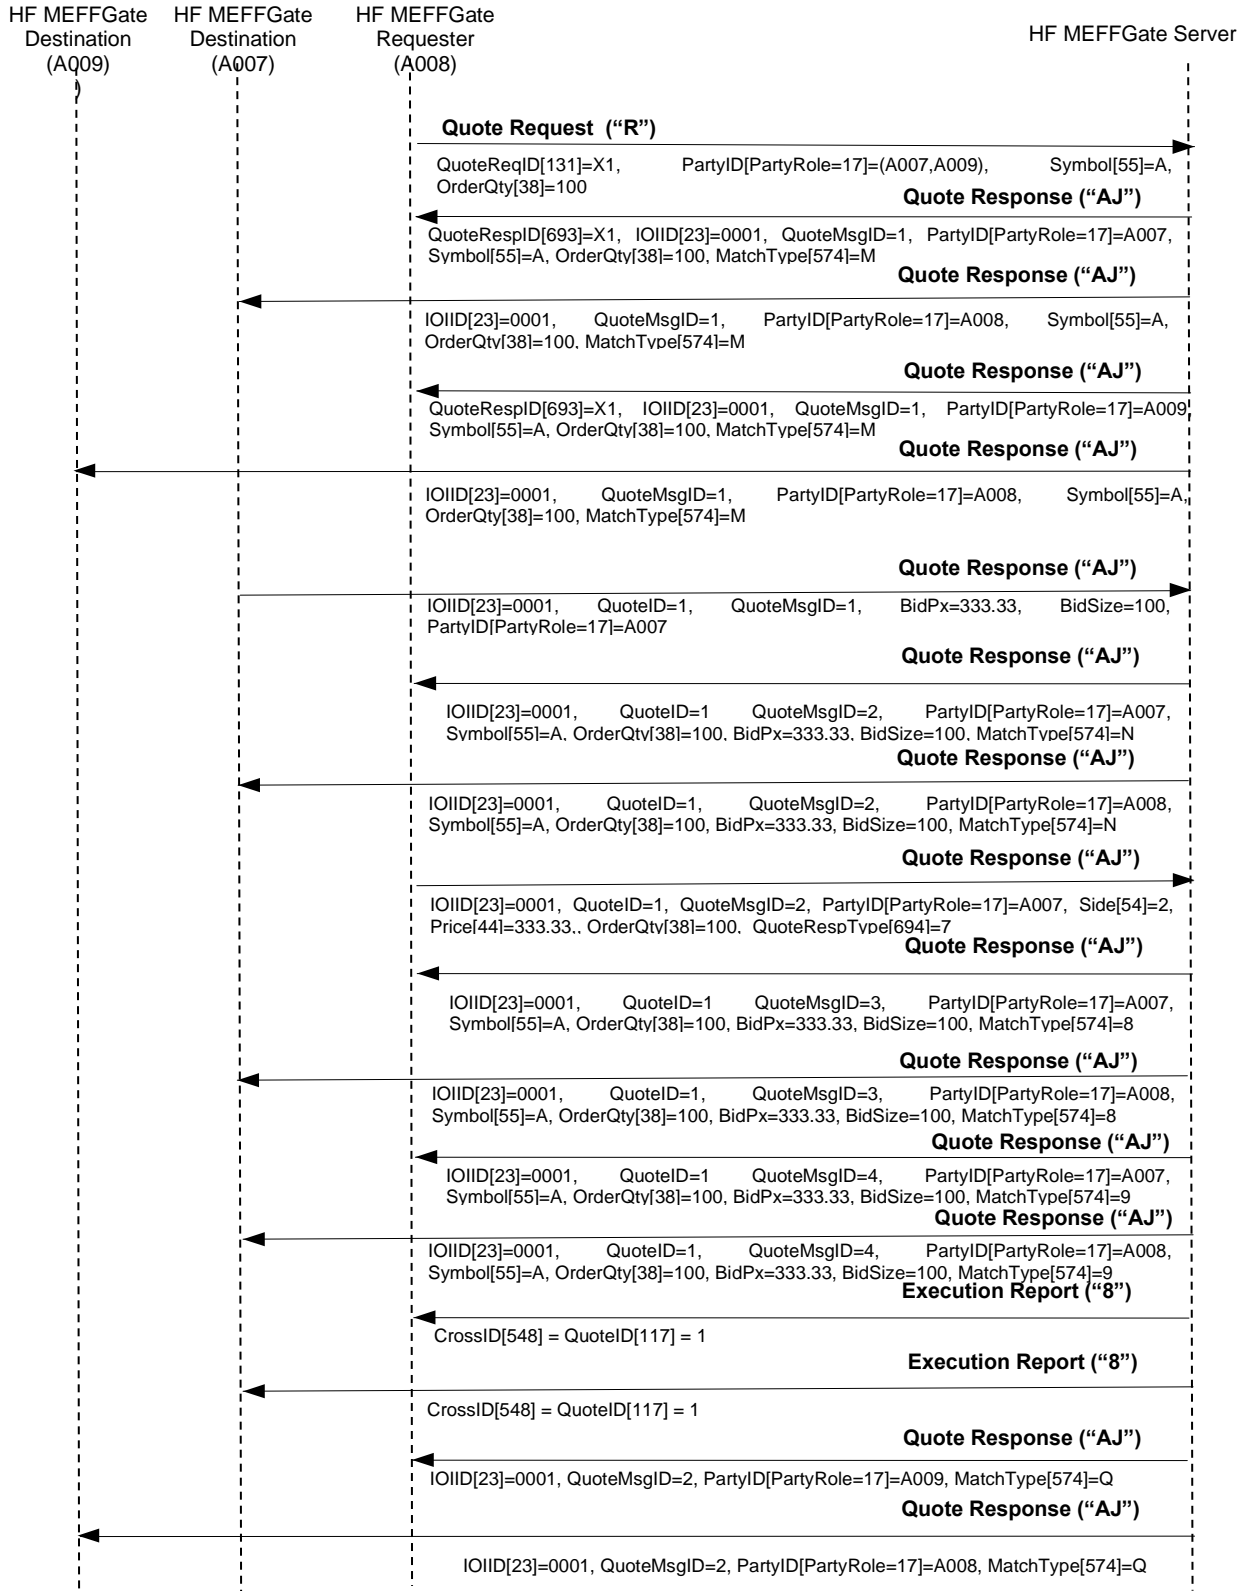 HF MEFFGate
Destination
(A009)
)
HF MEFFGate
Destination
(A007)
HF MEFFGate
Requester
(A008)
HF MEFFGate Server
Quote Request (“R”)
QuoteReqID[131]=X1, PartyID[PartyRole=17]=(A007,A009), Symbol[55]=A,
OrderQty[38]=100
Quote Response (“AJ”)
QuoteRespID[693]=X1, IOIID[23]=0001, QuoteMsgID=1, PartyID[PartyRole=17]=A007,
Symbol[55]=A, OrderQty[38]=100, MatchType[574]=M
Quote Response (“AJ”)
IOIID[23]=0001, QuoteMsgID=1, PartyID[PartyRole=17]=A008, Symbol[55]=A,
OrderQty[38]=100, MatchType[574]=M
Quote Response (“AJ”)
QuoteRespID[693]=X1, IOIID[23]=0001, QuoteMsgID=1, PartyID[PartyRole=17]=A009,
Symbol[55]=A, OrderQty[38]=100, MatchType[574]=M
Quote Response (“AJ”)
IOIID[23]=0001, QuoteMsgID=1, PartyID[PartyRole=17]=A008, Symbol[55]=A,
OrderQty[38]=100, MatchType[574]=M
Quote Response (“AJ”)
IOIID[23]=0001, QuoteID=1, QuoteMsgID=1, BidPx=333.33, BidSize=100,
PartyID[PartyRole=17]=A007
Quote Response (“AJ”)
IOIID[23]=0001, QuoteID=1 QuoteMsgID=2, PartyID[PartyRole=17]=A007,
Symbol[55]=A, OrderQty[38]=100, BidPx=333.33, BidSize=100, MatchType[574]=N
Quote Response (“AJ”)
IOIID[23]=0001, QuoteID=1, QuoteMsgID=2, PartyID[PartyRole=17]=A008,
Symbol[55]=A, OrderQty[38]=100, BidPx=333.33, BidSize=100, MatchType[574]=N
Quote Response (“AJ”)
IOIID[23]=0001, QuoteID=1, QuoteMsgID=2, PartyID[PartyRole=17]=A007, Side[54]=2,
Price[44]=333.33,, OrderQty[38]=100, QuoteRespType[694]=7
Quote Response (“AJ”)
IOIID[23]=0001, QuoteID=1 QuoteMsgID=3, PartyID[PartyRole=17]=A007,
Symbol[55]=A, OrderQty[38]=100, BidPx=333.33, BidSize=100, MatchType[574]=8
Quote Response (“AJ”)
IOIID[23]=0001, QuoteID=1, QuoteMsgID=3, PartyID[PartyRole=17]=A008,
Symbol[55]=A, OrderQty[38]=100, BidPx=333.33, BidSize=100, MatchType[574]=8
Quote Response (“AJ”)
IOIID[23]=0001, QuoteID=1 QuoteMsgID=4, PartyID[PartyRole=17]=A007,
Symbol[55]=A, OrderQty[38]=100, BidPx=333.33, BidSize=100, MatchType[574]=9
Quote Response (“AJ”)
IOIID[23]=0001, QuoteID=1, QuoteMsgID=4, PartyID[PartyRole=17]=A008,
Symbol[55]=A, OrderQty[38]=100, BidPx=333.33, BidSize=100, MatchType[574]=9
Execution Report (“8”)
CrossID[548] = QuoteID[117] = 1
Execution Report (“8”)
CrossID[548] = QuoteID[117] = 1
Quote Response (“AJ”)
IOIID[23]=0001, QuoteMsgID=2, PartyID[PartyRole=17]=A009, MatchType[574]=Q
Quote Response (“AJ”)
IOIID[23]=0001, QuoteMsgID=2, PartyID[PartyRole=17]=A008, MatchType[574]=Q